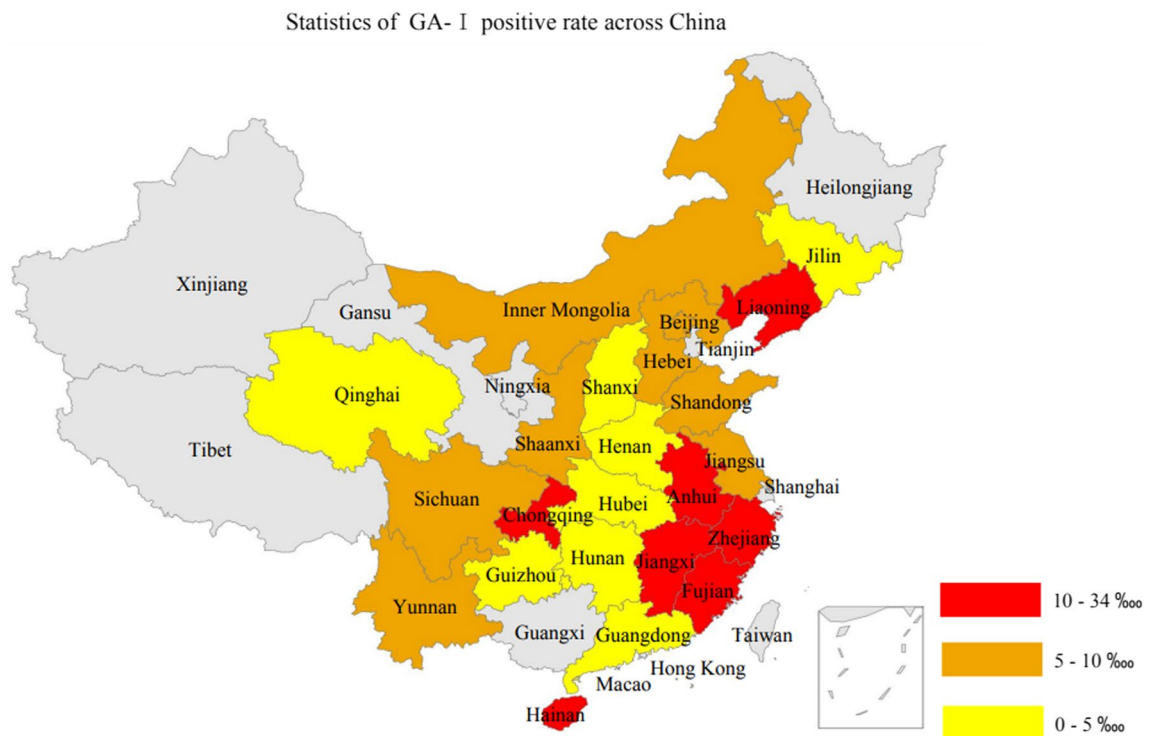 Statistics of GA-Ⅰ positive rate across China
Heilongjiang
Jilin
Xinjiang
Gansu
Inner Mongolia
Liaoning
Beijing
Tianjin
Hebei
Ningxia
Shanxi
Qinghai
Shandong
Tibet
Shaanxi
Henan
Jiangsu
Shanghai
Sichuan
Anhui
Hubei
Chongqing
Zhejiang
Hunan
Jiangxi
Guizhou
Fujian
Yunnan
Guangxi
Guangdong
Taiwan
Hong Kong
Macao
Hainan
10 - 34 ‱
5 - 10 ‱
0 - 5 ‱